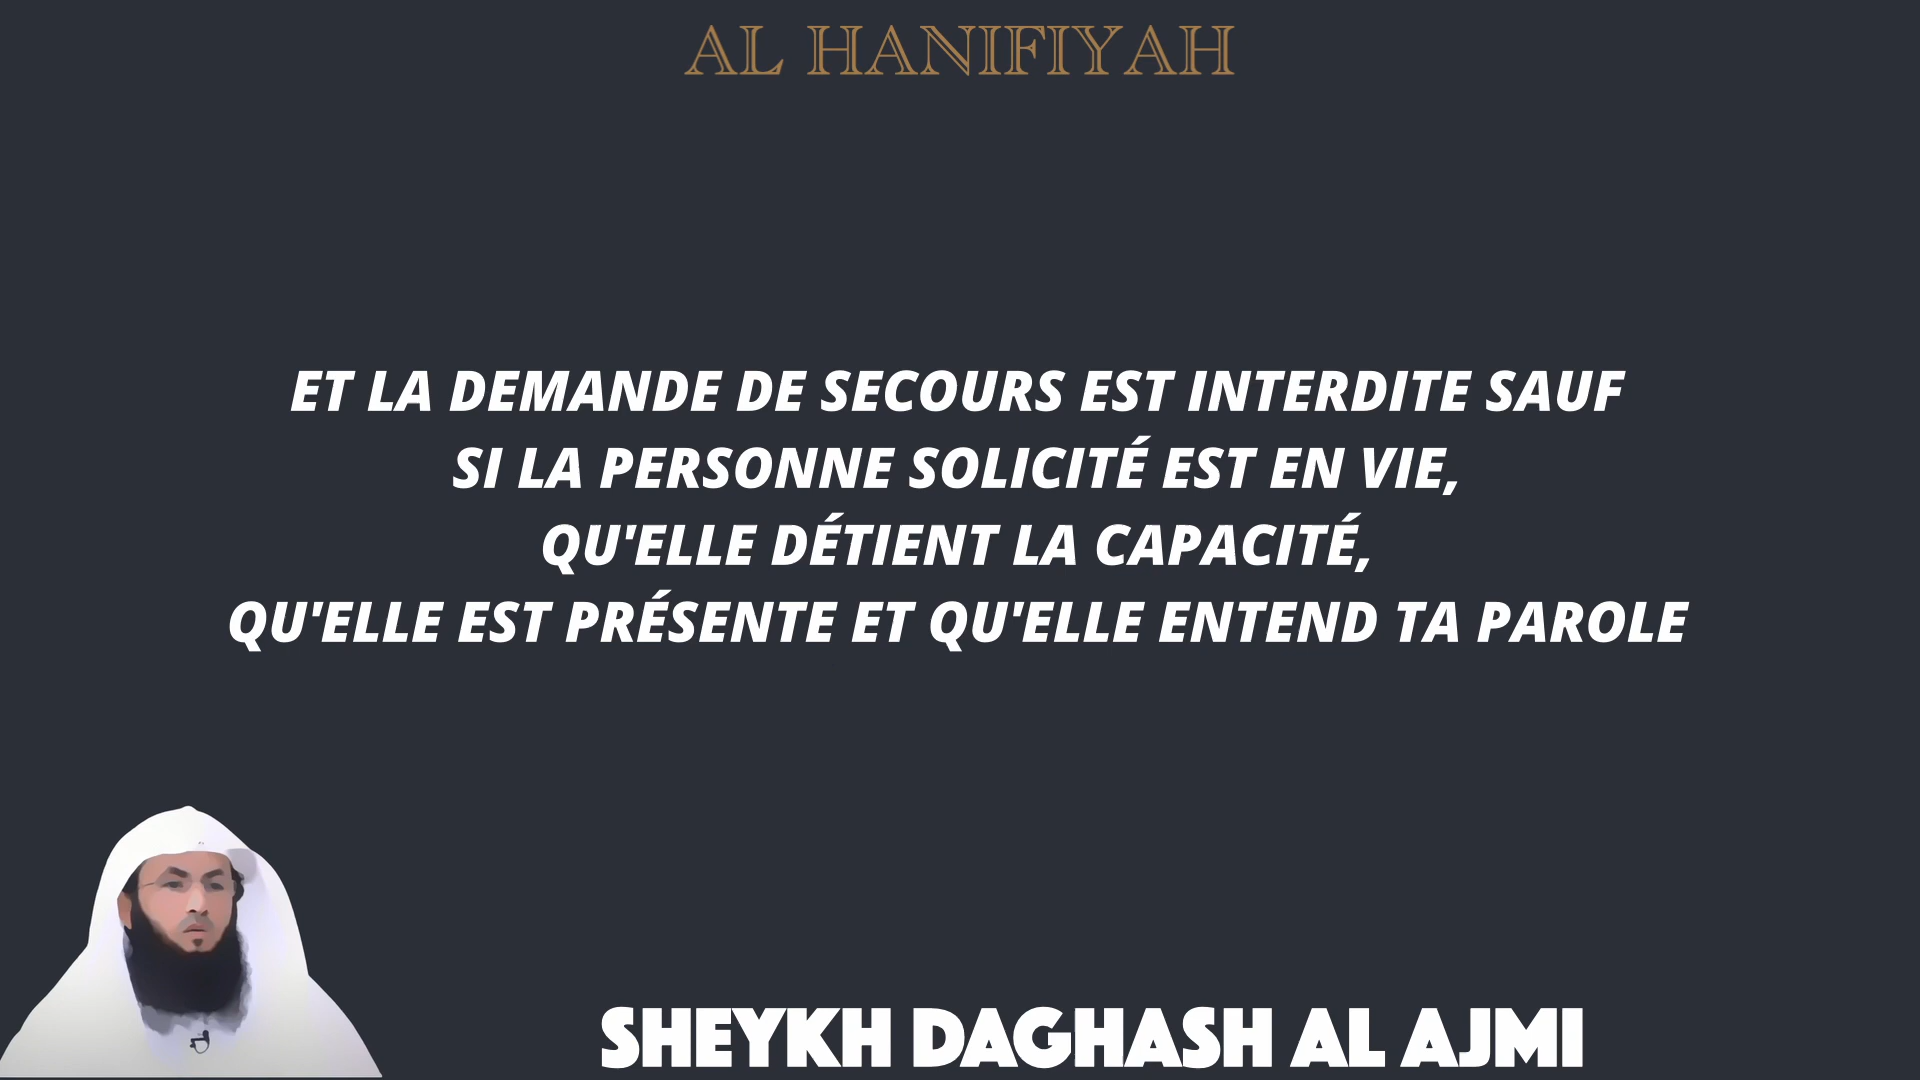 AL HANIFIYAH
ET LA DEMANDE DE SECOURS EST INTERDITE SAUF
SI LA PERSONNE SOLICITÉ EST EN VIE,
QU'ELLE DÉTIENT LA CAPACITÉ,
QU'ELLE EST PRÉSENTE ET QU'ELLE ENTEND TA PAROLE
SHEYKH DAGHASH AL AJMI